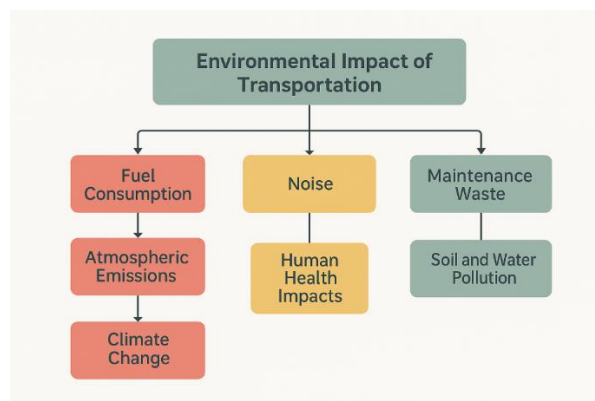 Environmental Impact of
Transportation
Fuel
Consumption
Noise
Maintenance
Waste
Atmospheric
Emissions
Human
Health
Impacts
Soil and Water
Pollution
Climate
Change